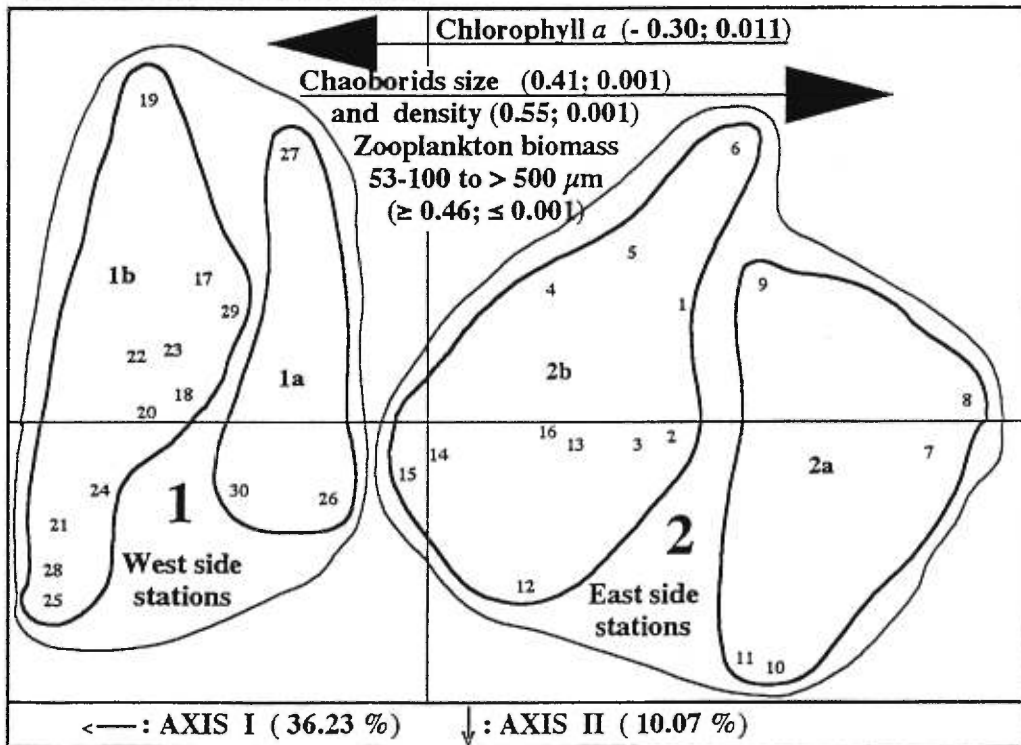 Chlorophyll a (- 0.30; 0.011)
Chaoborids size (0.41; 0.001)
and density (0.55; 0.001)
Zooplankton biomass
53-100 to > 500 µm
(≥ 0.46; ≤ 0.001)
19
27
6
5
1b
17
4
9
29
1
22
23
1a
2b
18
8
20
16
13
3
2
14
7
15
2a
24
30
26
21
1
2
28
West side
stations
25
12
East side
stations
11
10
<—— : AXIS I ( 36.23 %)
↓ : AXIS II ( 10.07 %)